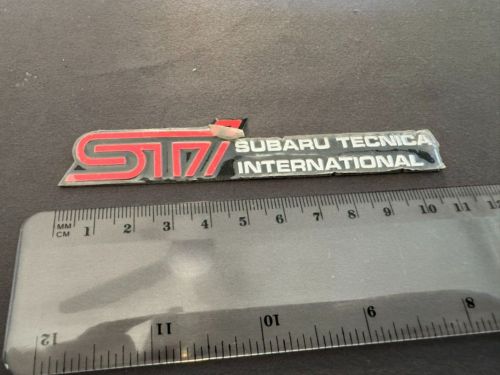 STi
SUBARU TECNICA
INTERNATIONAL
MM 1 2 3 4 5 6 7 8 9 10 11 12
CM
12 11 10 9 8